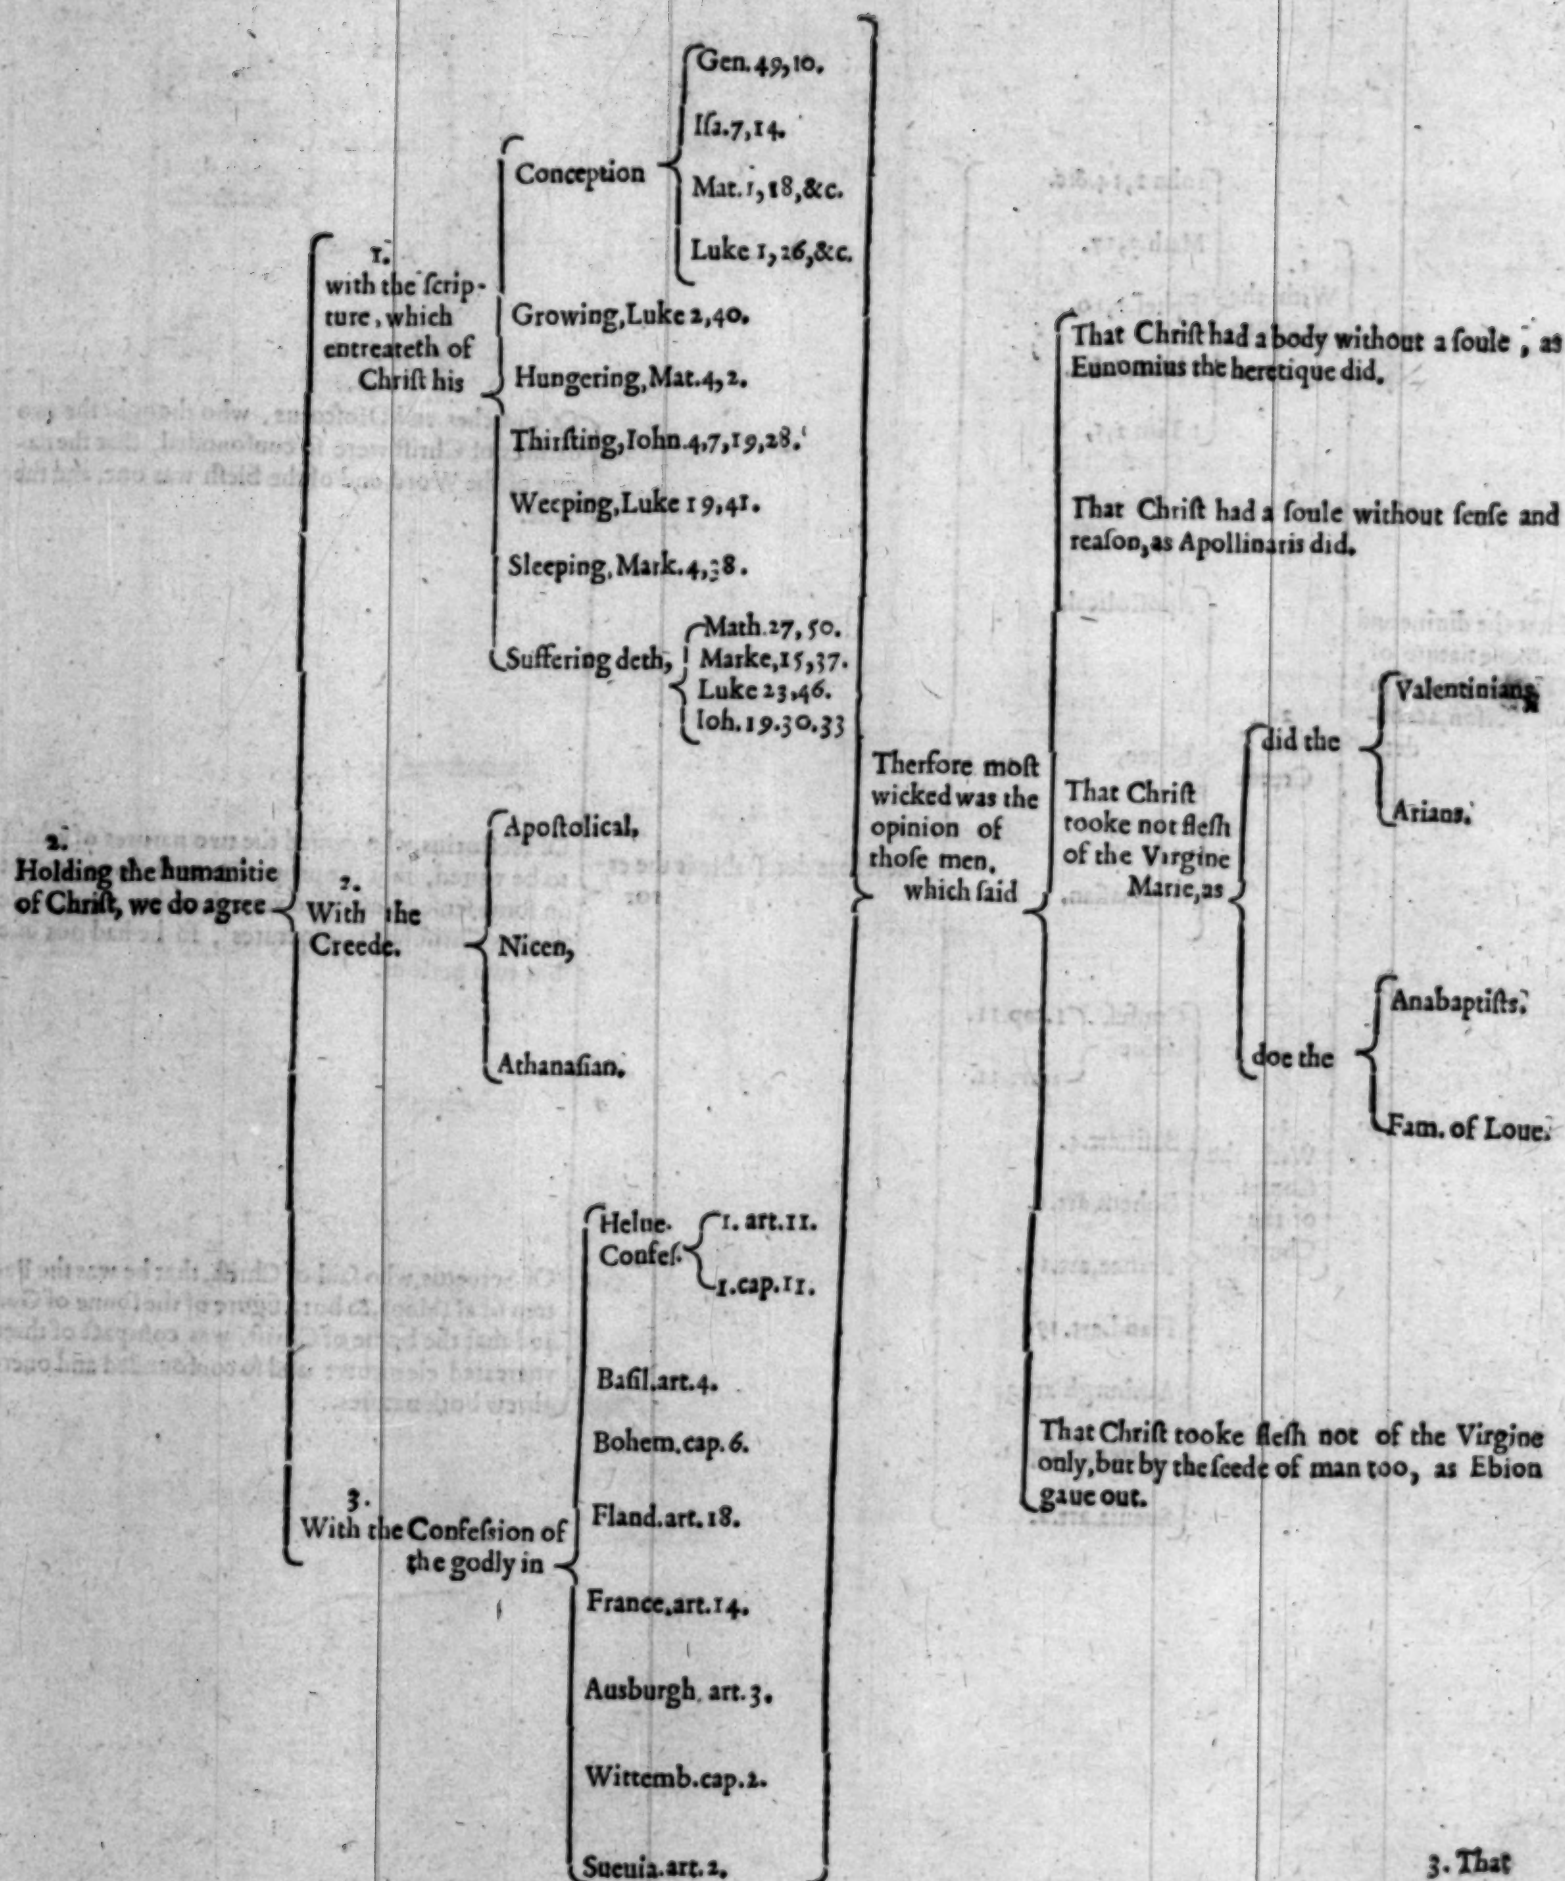 2.
Holding the humanitie
of Chriſt, we do agree
1.
with the ſcrip-
ture, which
entreateth of
Chriſt his
Conception
Gen. 49, 10.
Iſa. 7, 14.
Mat. 1, 18, &c.
Luke 1, 26, &c.
Growing, Luke 2, 40.
Hungering, Mat. 4, 2.
Thirſting, Iohn. 4, 7, 19, 28.
Weeping, Luke 19, 41.
Sleeping, Mark. 4, 38.
Suffering deth,
Math. 27, 50.
Marke, 15, 37.
Luke 23, 46.
Ioh. 19. 30. 33
2.
With the
Creede.
Apoſtolical,
Nicen,
Athanaſian.
3.
With the Confeſsion of
the godly in
Helue.
Confeſ.
1. art. 11.
1. cap. 11.
Baſil. art. 4.
Bohem. cap. 6.
Fland. art. 18.
France. art. 14.
Ausburgh. art. 3.
Wittemb. cap. 2.
Sueuia. art. 2.
Therfore moſt
wicked was the
opinion of
thoſe men,
which ſaid
That Chriſt had a body without a ſoule, as
Eunomius the heretique did.
That Chriſt had a ſoule without ſenſe and
reaſon, as Apollinaris did.
That Chriſt
tooke not fleſh
of the Virgine
Marie, as
did the
Valentinians,
Arians.
doe the
Anabaptiſts.
Fam. of Loue.
That Chriſt tooke fleſh not of the Virgine
only, but by the ſeede of man too, as Ebion
gaue out.
3. That